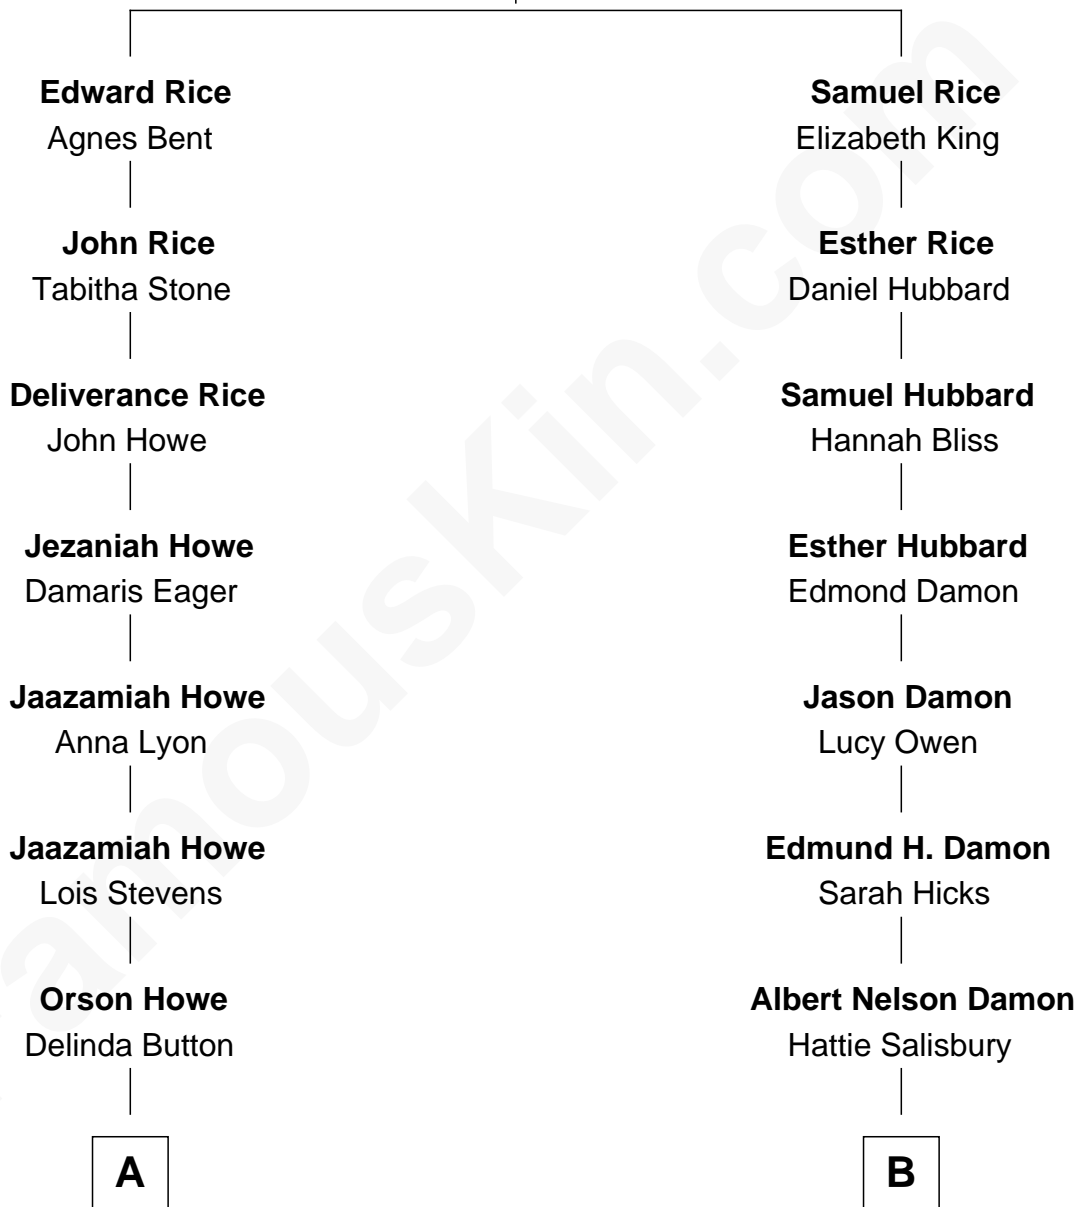 Edward Rice
Agnes Bent
Samuel Rice
Elizabeth King
John Rice
Tabitha Stone
Esther Rice
Daniel Hubbard
Deliverance Rice
John Howe
Samuel Hubbard
Hannah Bliss
Jezaniah Howe
Damaris Eager
Esther Hubbard
Edmond Damon
Jaazamiah Howe
Anna Lyon
Jason Damon
Lucy Owen
Jaazamiah Howe
Lois Stevens
Edmund H. Damon
Sarah Hicks
Orson Howe
Delinda Button
Albert Nelson Damon
Hattie Salisbury
A
B
amouskin.com